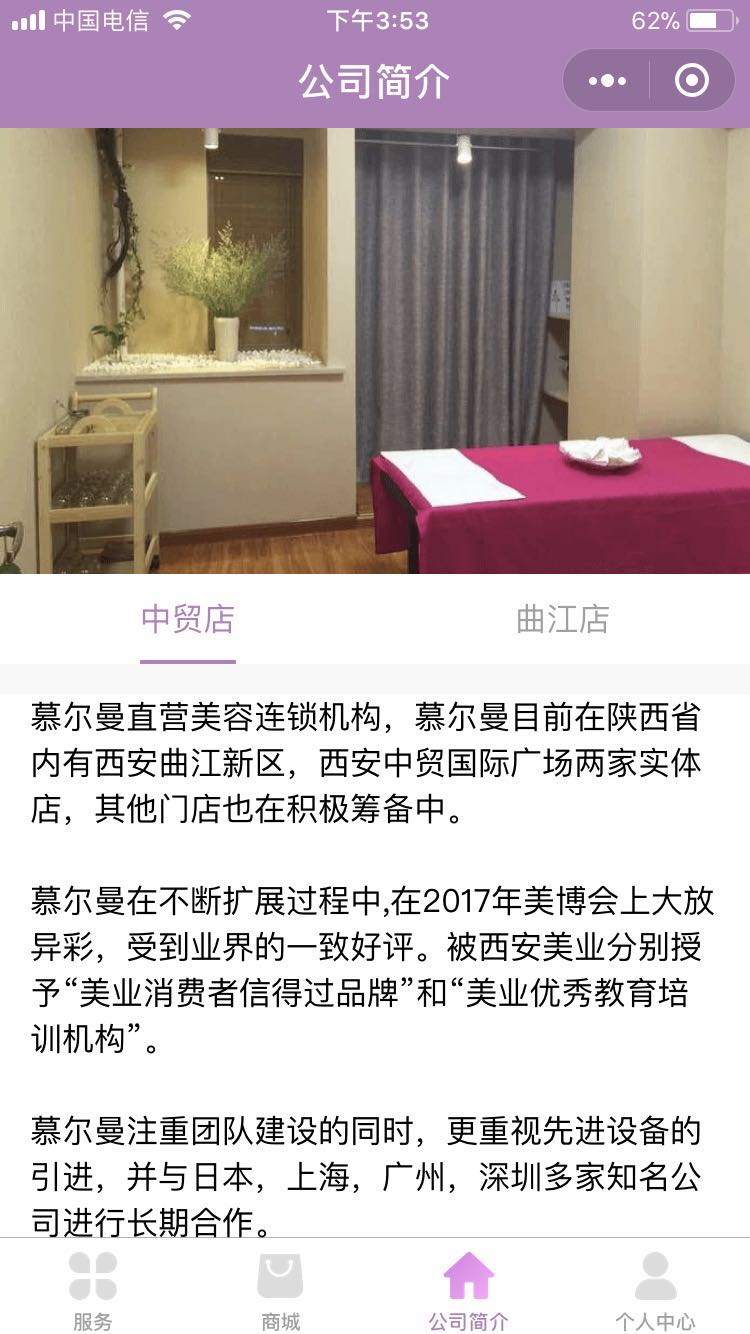 中国电信
下午3:53
62%
公司简介
中贸店
曲江店
慕尔曼直营美容连锁机构，慕尔曼目前在陕西省
内有西安曲江新区，西安中贸国际广场两家实体
店，其他门店也在积极筹备中。
慕尔曼在不断扩展过程中,在2017年美博会上大放
异彩，受到业界的一致好评。被西安美业分别授
予“美业消费者信得过品牌”和“美业优秀教育培
训机构”。
慕尔曼注重团队建设的同时，更重视先进设备的
引进，并与日本，上海，广州，深圳多家知名公
司进行长期合作。
服务
商城
公司简介
个人中心